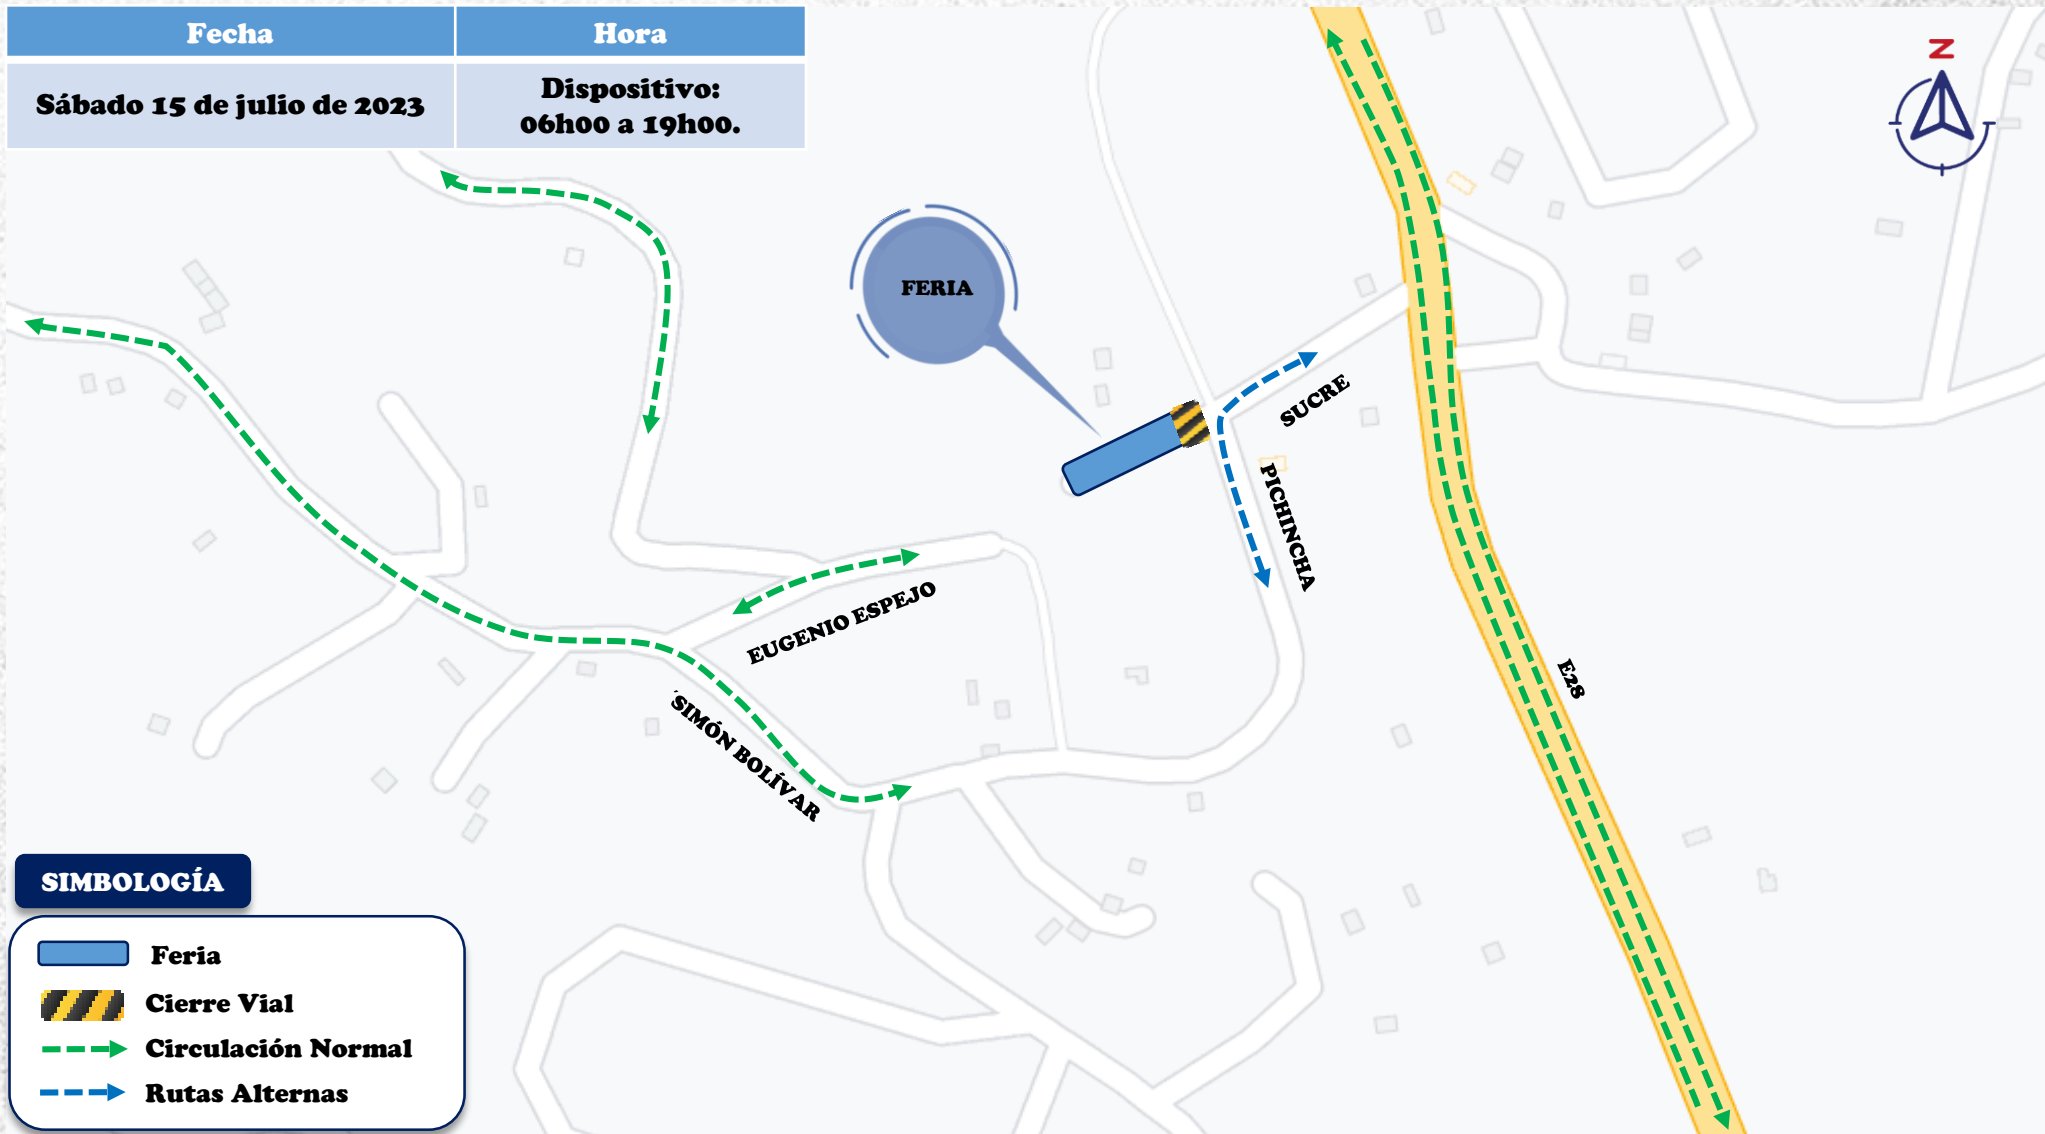 Fecha
Hora
Sábado 15 de julio de 2023
Dispositivo:
06h00 a 19h00.
N
FERIA
SUCRE
PICHINCHA
EUGENIO ESPEJO
´SIMÓN BOLÍVAR
E28
SIMBOLOGÍA
Feria
Cierre Vial
Circulación Normal
Rutas Alternas